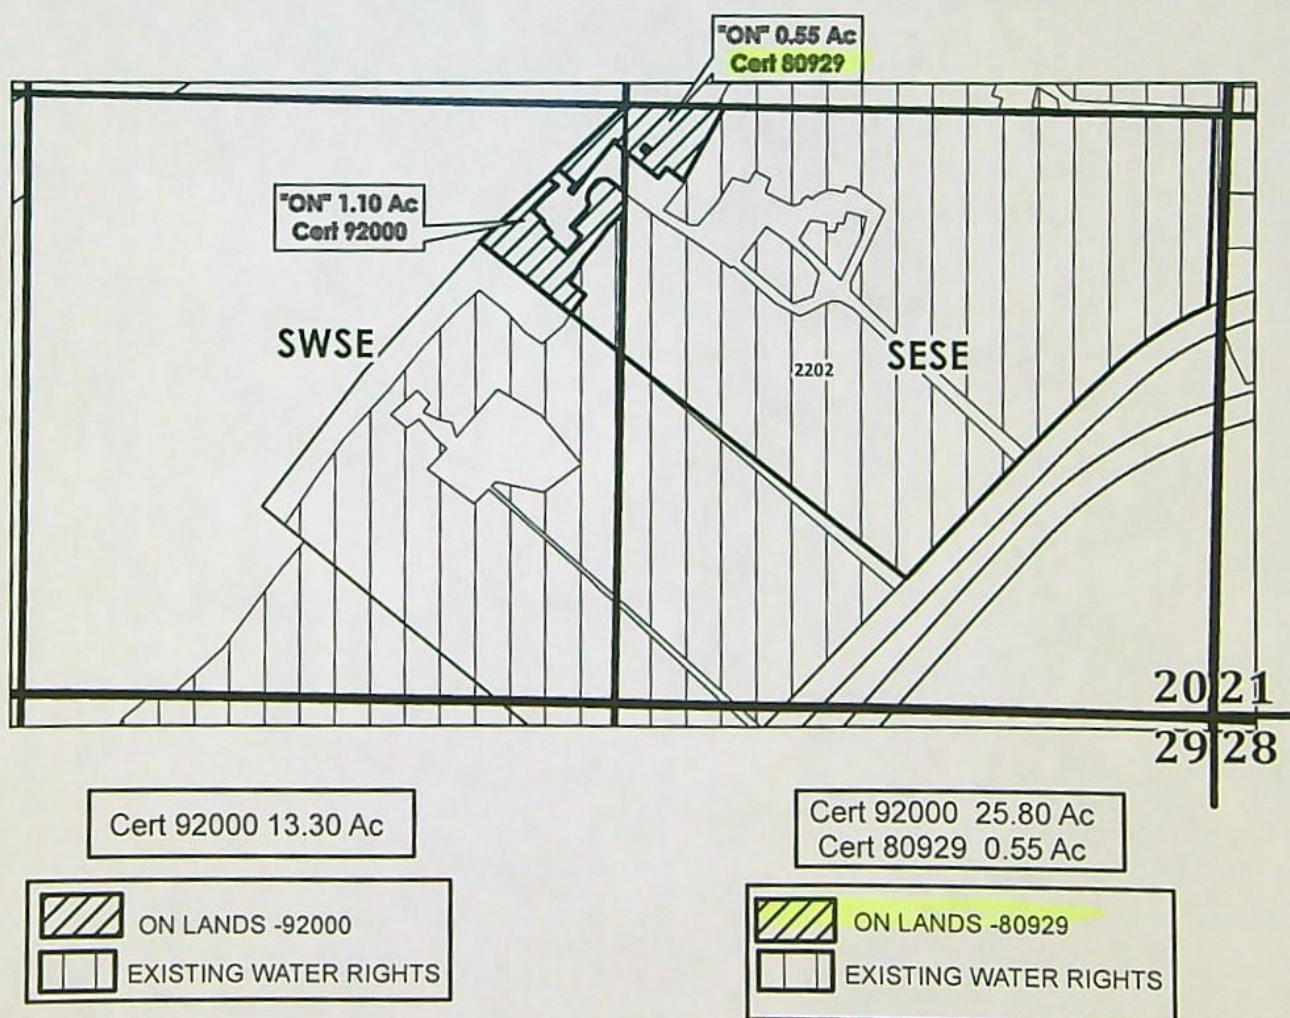 "ON" 0.55 Ac
Cert 80929
"ON" 1.10 Ac
Cert 92000
SWSE
SESE
2202
20 21
29 28
Cert 92000 13.30 Ac
Cert 92000 25.80 Ac
Cert 80929 0.55 Ac
ON LANDS -92000
EXISTING WATER RIGHTS
ON LANDS -80929
EXISTING WATER RIGHTS